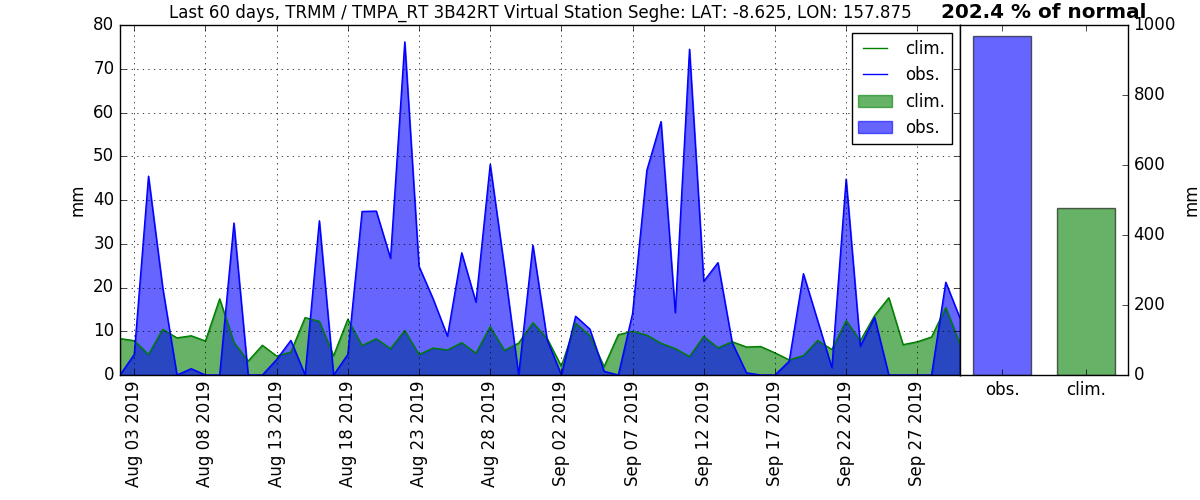 Last 60 days, TRMM / TMPA_RT 3B42RT Virtual Station Seghe: LAT: -8.625, LON: 157.875
202.4 % of normal
80
70
60
50
40
30
20
10
0
mm
clim.
obs.
clim.
obs.
1000
800
600
400
200
0
mm
Aug 03 2019
Aug 08 2019
Aug 13 2019
Aug 18 2019
Aug 23 2019
Aug 28 2019
Sep 02 2019
Sep 07 2019
Sep 12 2019
Sep 17 2019
Sep 22 2019
Sep 27 2019
obs.
clim.